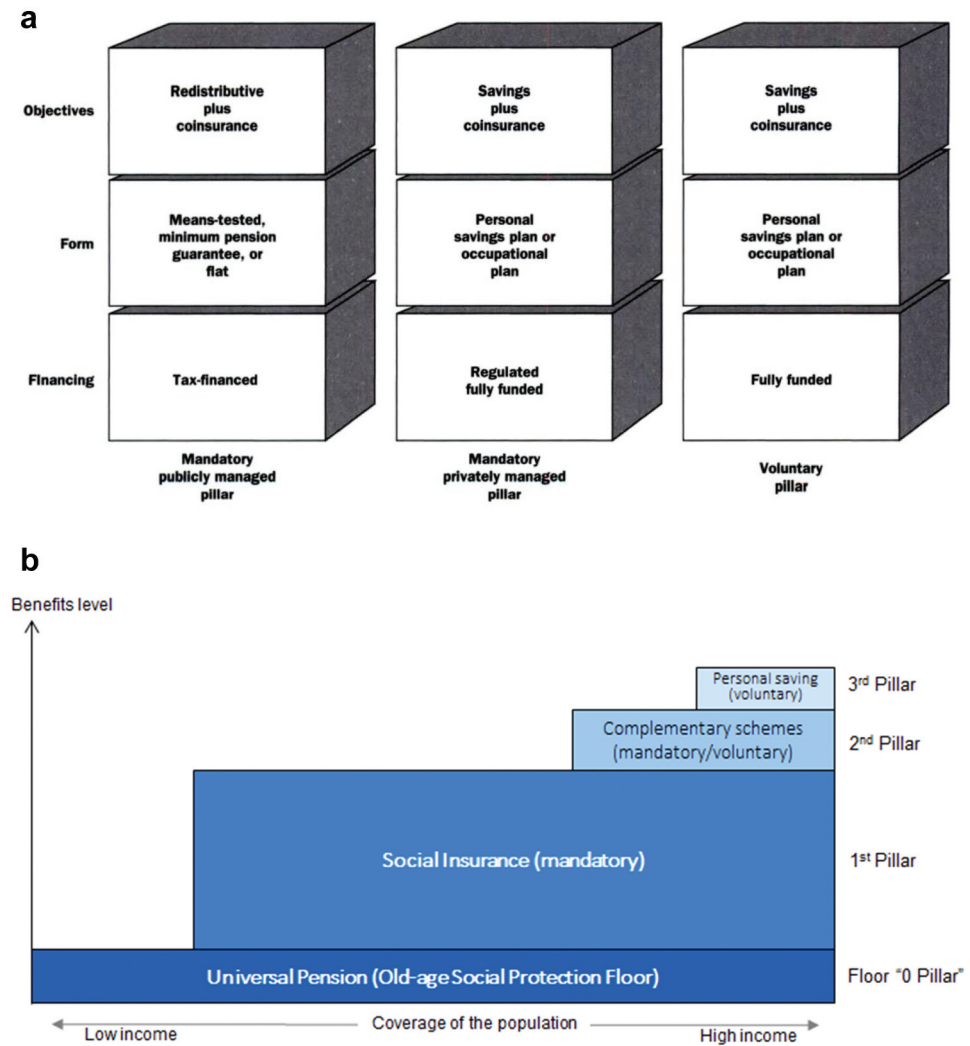 a
Objectives
Redistributive
plus
coinsurance
Savings
plus
coinsurance
Savings
plus
coinsurance
Form
Means-tested,
minimum pension
guarantee, or
flat
Personal
savings plan or
occupational
plan
Personal
savings plan or
occupational
plan
Financing
Tax-financed
Regulated
fully funded
Fully funded
Mandatory
publicly managed
pillar
Mandatory
privately managed
pillar
Voluntary
pillar
b
Benefits level
Personal saving
(voluntary)
3rd Pillar
Complementary schemes
(mandatory/voluntary)
2nd Pillar
Social Insurance (mandatory)
1st Pillar
Universal Pension (Old-age Social Protection Floor)
Floor “0 Pillar”
Low income
Coverage of the population
High income